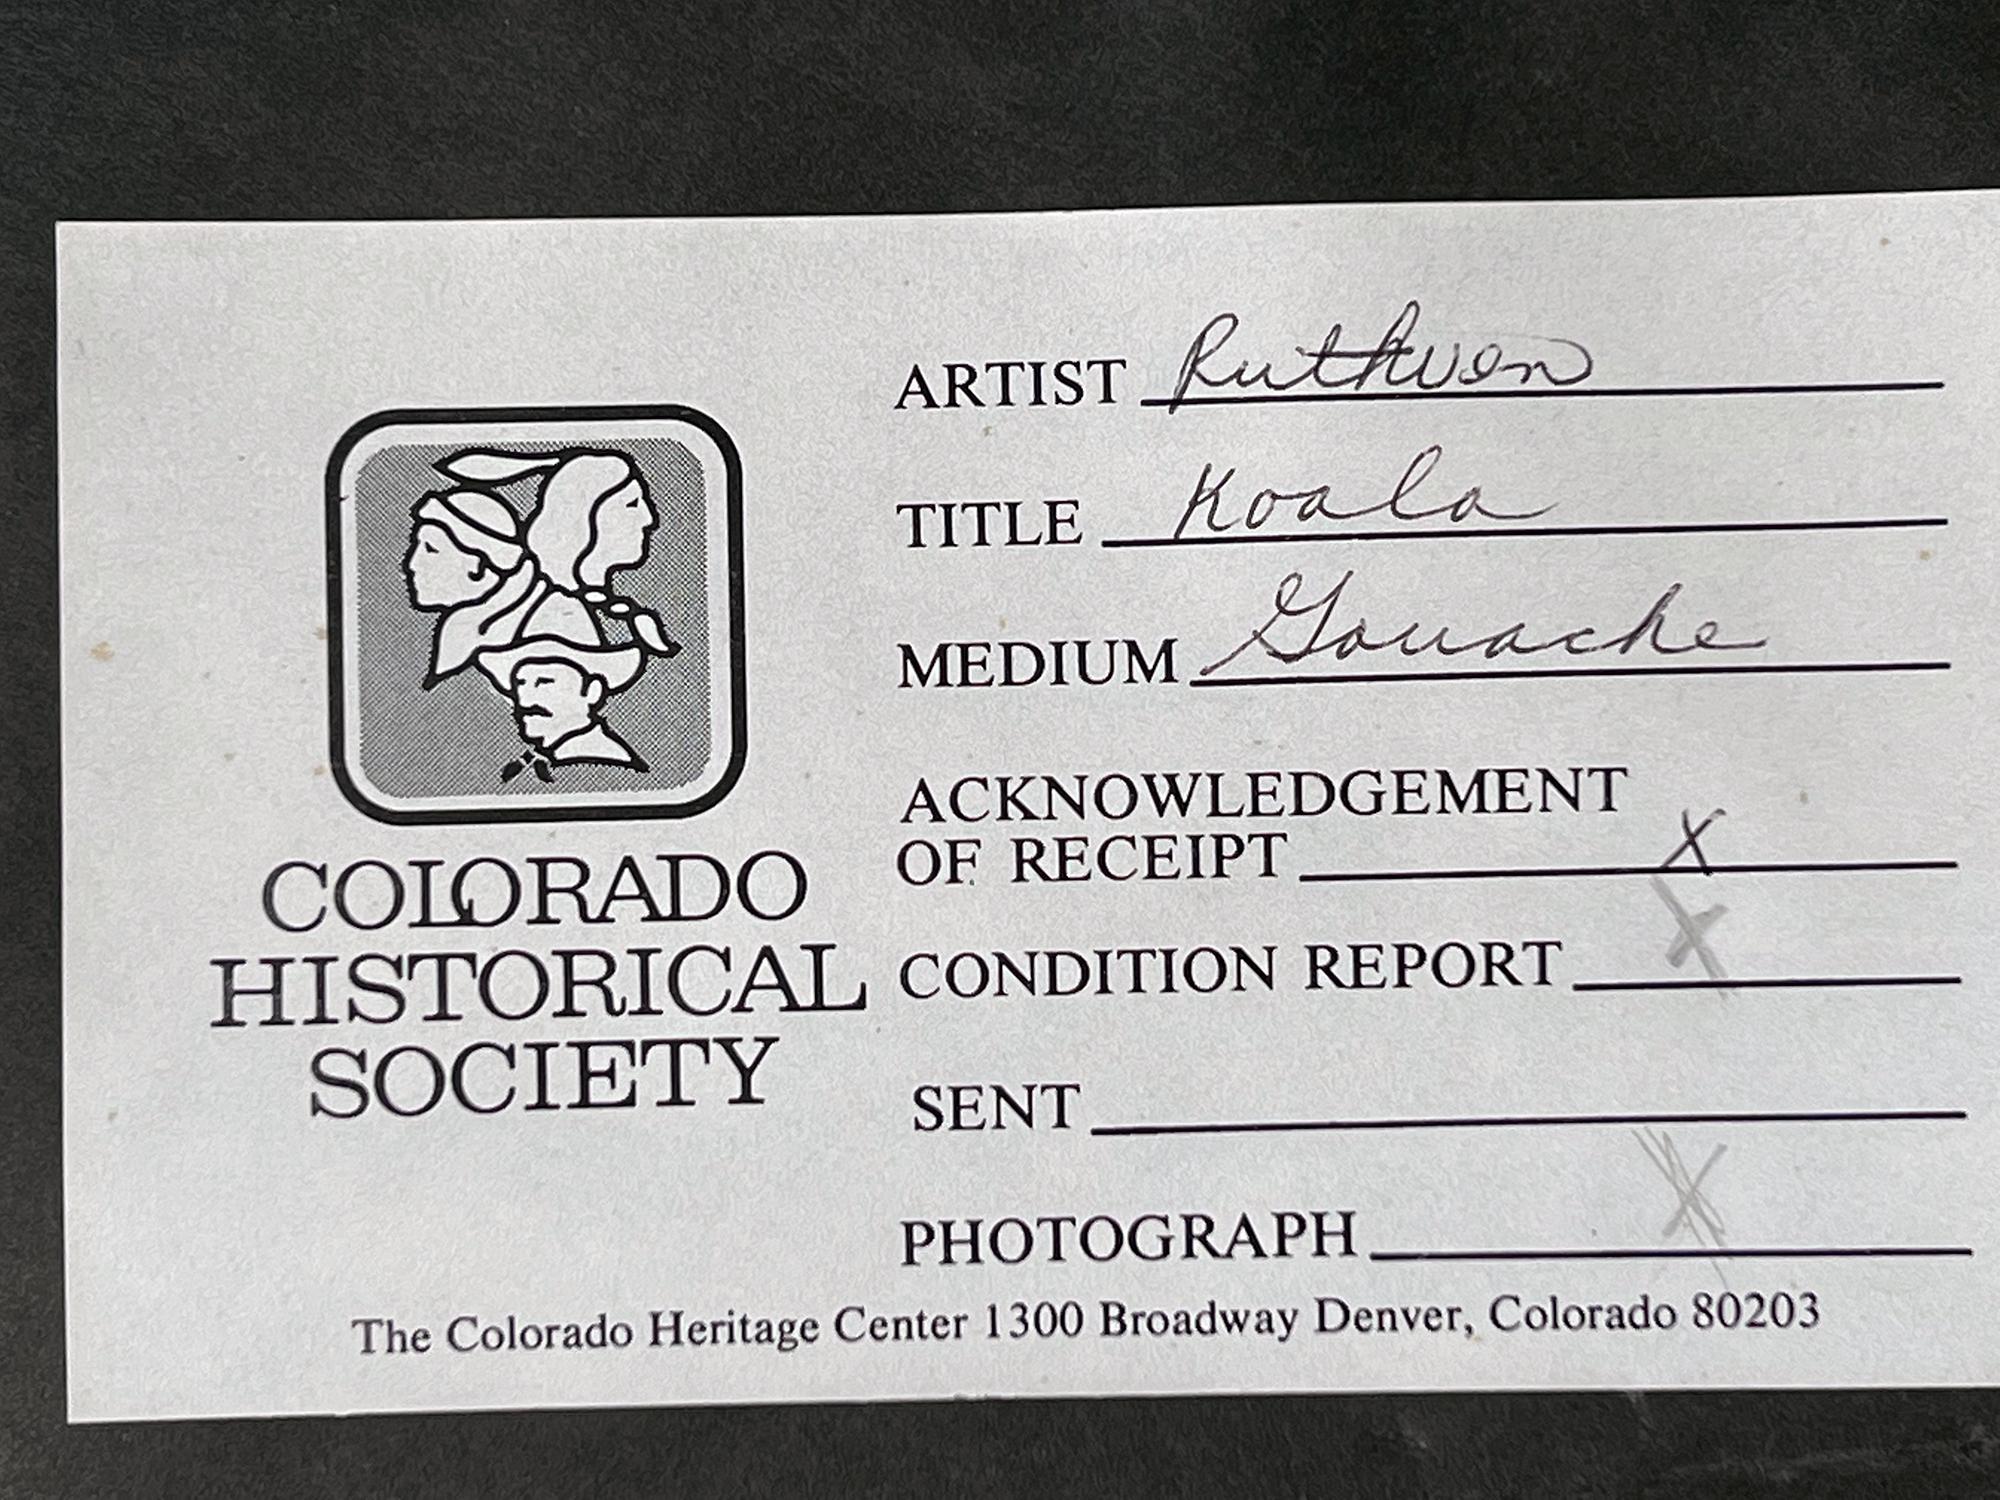 ARTIST Ruthven
TITLE Koala
MEDIUM Gouache
ACKNOWLEDGEMENT
OF RECEIPT X
CONDITION REPORT X
SENT
PHOTOGRAPH X
COLORADO
HISTORICAL
SOCIETY
The Colorado Heritage Center 1300 Broadway Denver, Colorado 80203